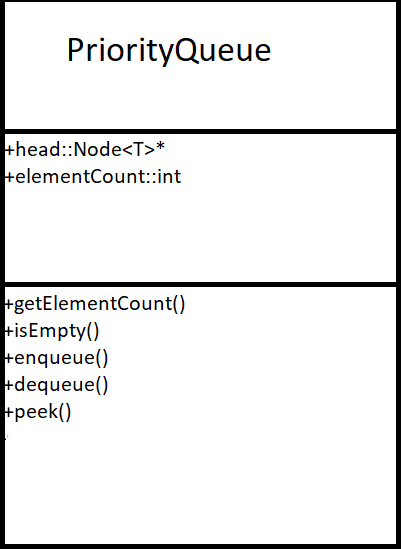 PriorityQueue
+head::Node<T>*
+elementCount::int
+getElementCount()
+isEmpty()
+enqueue()
+dequeue()
+peek()